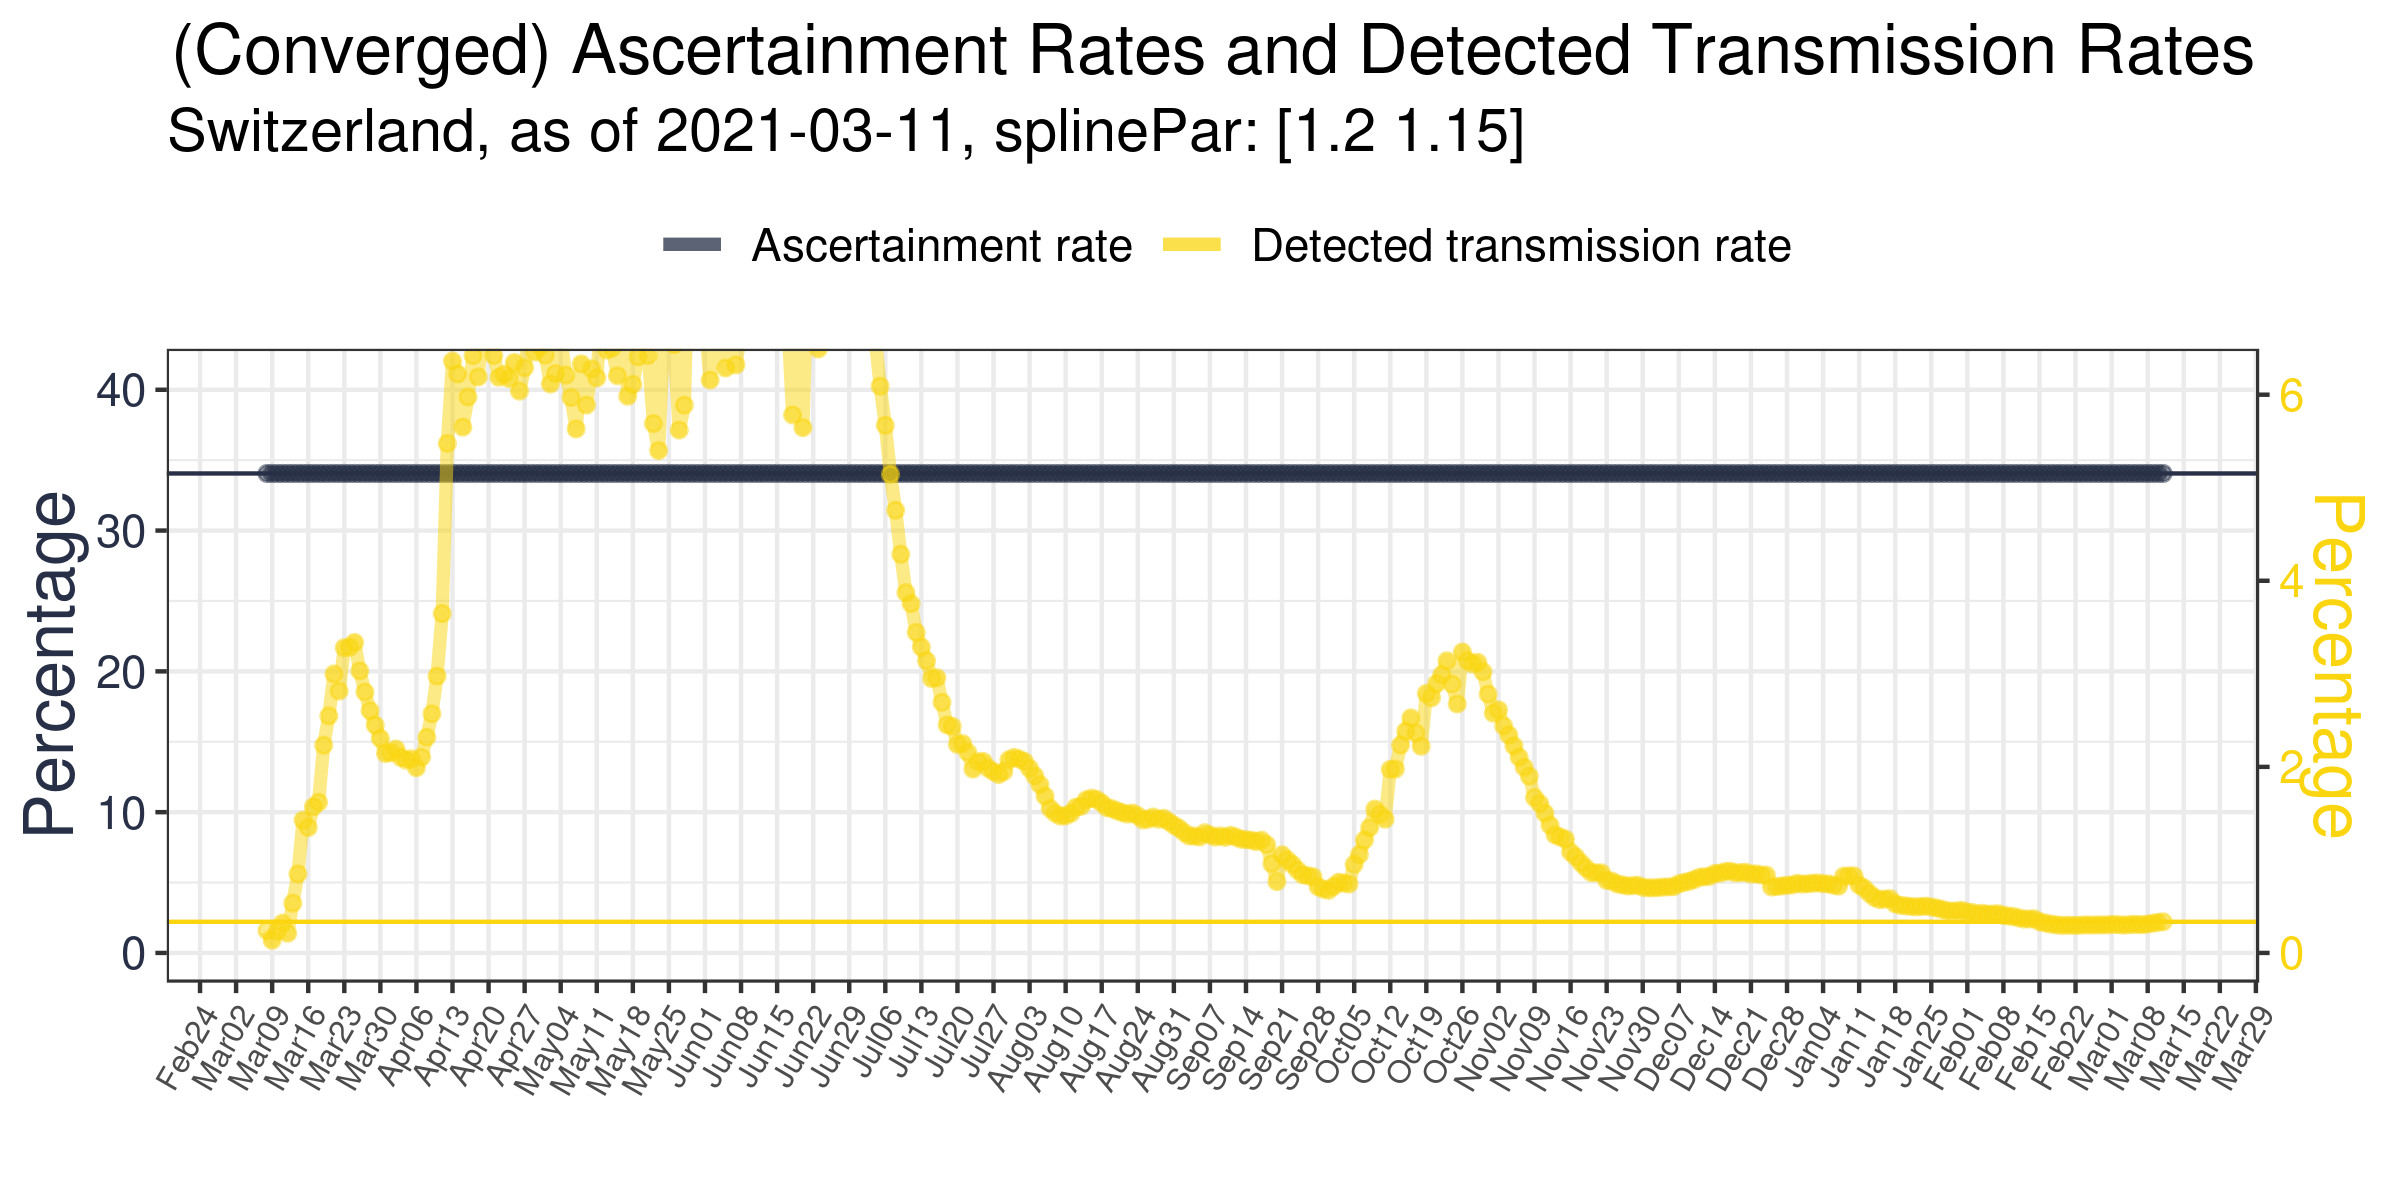 (Converged) Ascertainment Rates and Detected Transmission Rates
Switzerland, as of 2021-03-11, splinePar: [1.2 1.15]
Ascertainment rate
Detected transmission rate
Percentage
40
30
20
10
0
6
4
2
0
Percentage
Feb24
Mar02
Mar09
Mar16
Mar23
Mar30
Apr06
Apr13
Apr20
Apr27
May04
May11
May18
May25
Jun01
Jun08
Jun15
Jun22
Jun29
Jul06
Jul13
Jul20
Jul27
Aug03
Aug10
Aug17
Aug24
Aug31
Sep07
Sep14
Sep21
Sep28
Oct05
Oct12
Oct19
Oct26
Nov02
Nov09
Nov16
Nov23
Nov30
Dec07
Dec14
Dec21
Dec28
Jan04
Jan11
Jan18
Jan25
Feb01
Feb08
Feb15
Feb22
Mar01
Mar08
Mar15
Mar22
Mar29